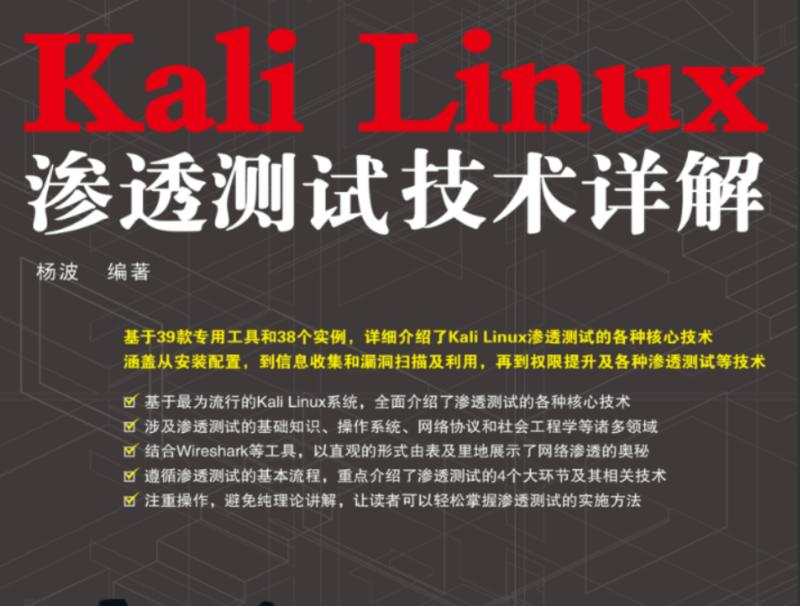 Kali Linux
渗透测试技术详解
杨波 编著
基于39款专用工具和38个实例，详细介绍了Kali Linux渗透测试的各种核心技术
涵盖从安装配置，到信息收集和漏洞扫描及利用，再到权限提升及各种渗透测试等技术
☑ 基于最为流行的Kali Linux系统，全面介绍了渗透测试的各种核心技术
☑ 涉及渗透测试的基础知识、操作系统、网络协议和社会工程学等诸多领域
☑ 结合Wireshark等工具，以直观的形式由表及里地展示了网络渗透的奥秘
☑ 遵循渗透测试的基本流程，重点介绍了渗透测试的4个大环节及其相关技术
☑ 注重操作，避免纯理论讲解，让读者可以轻松掌握渗透测试的实施方法